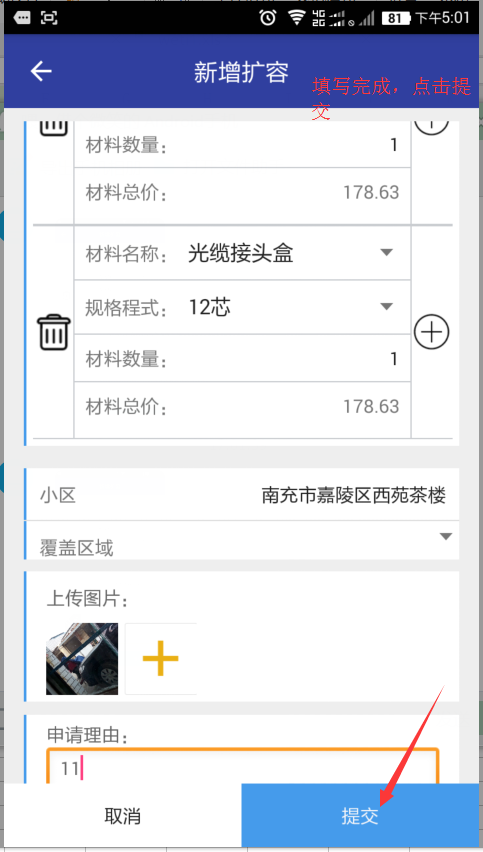 4G
2G
81 下午5:01
新增扩容
填写完成，点击提
交
材料数量： 1
材料总价： 178.63
材料名称： 光缆接头盒
规格程式： 12芯
材料数量： 1
材料总价： 178.63
小区 南充市嘉陵区西苑茶楼
覆盖区域
上传图片：
申请理由：
11
取消 提交